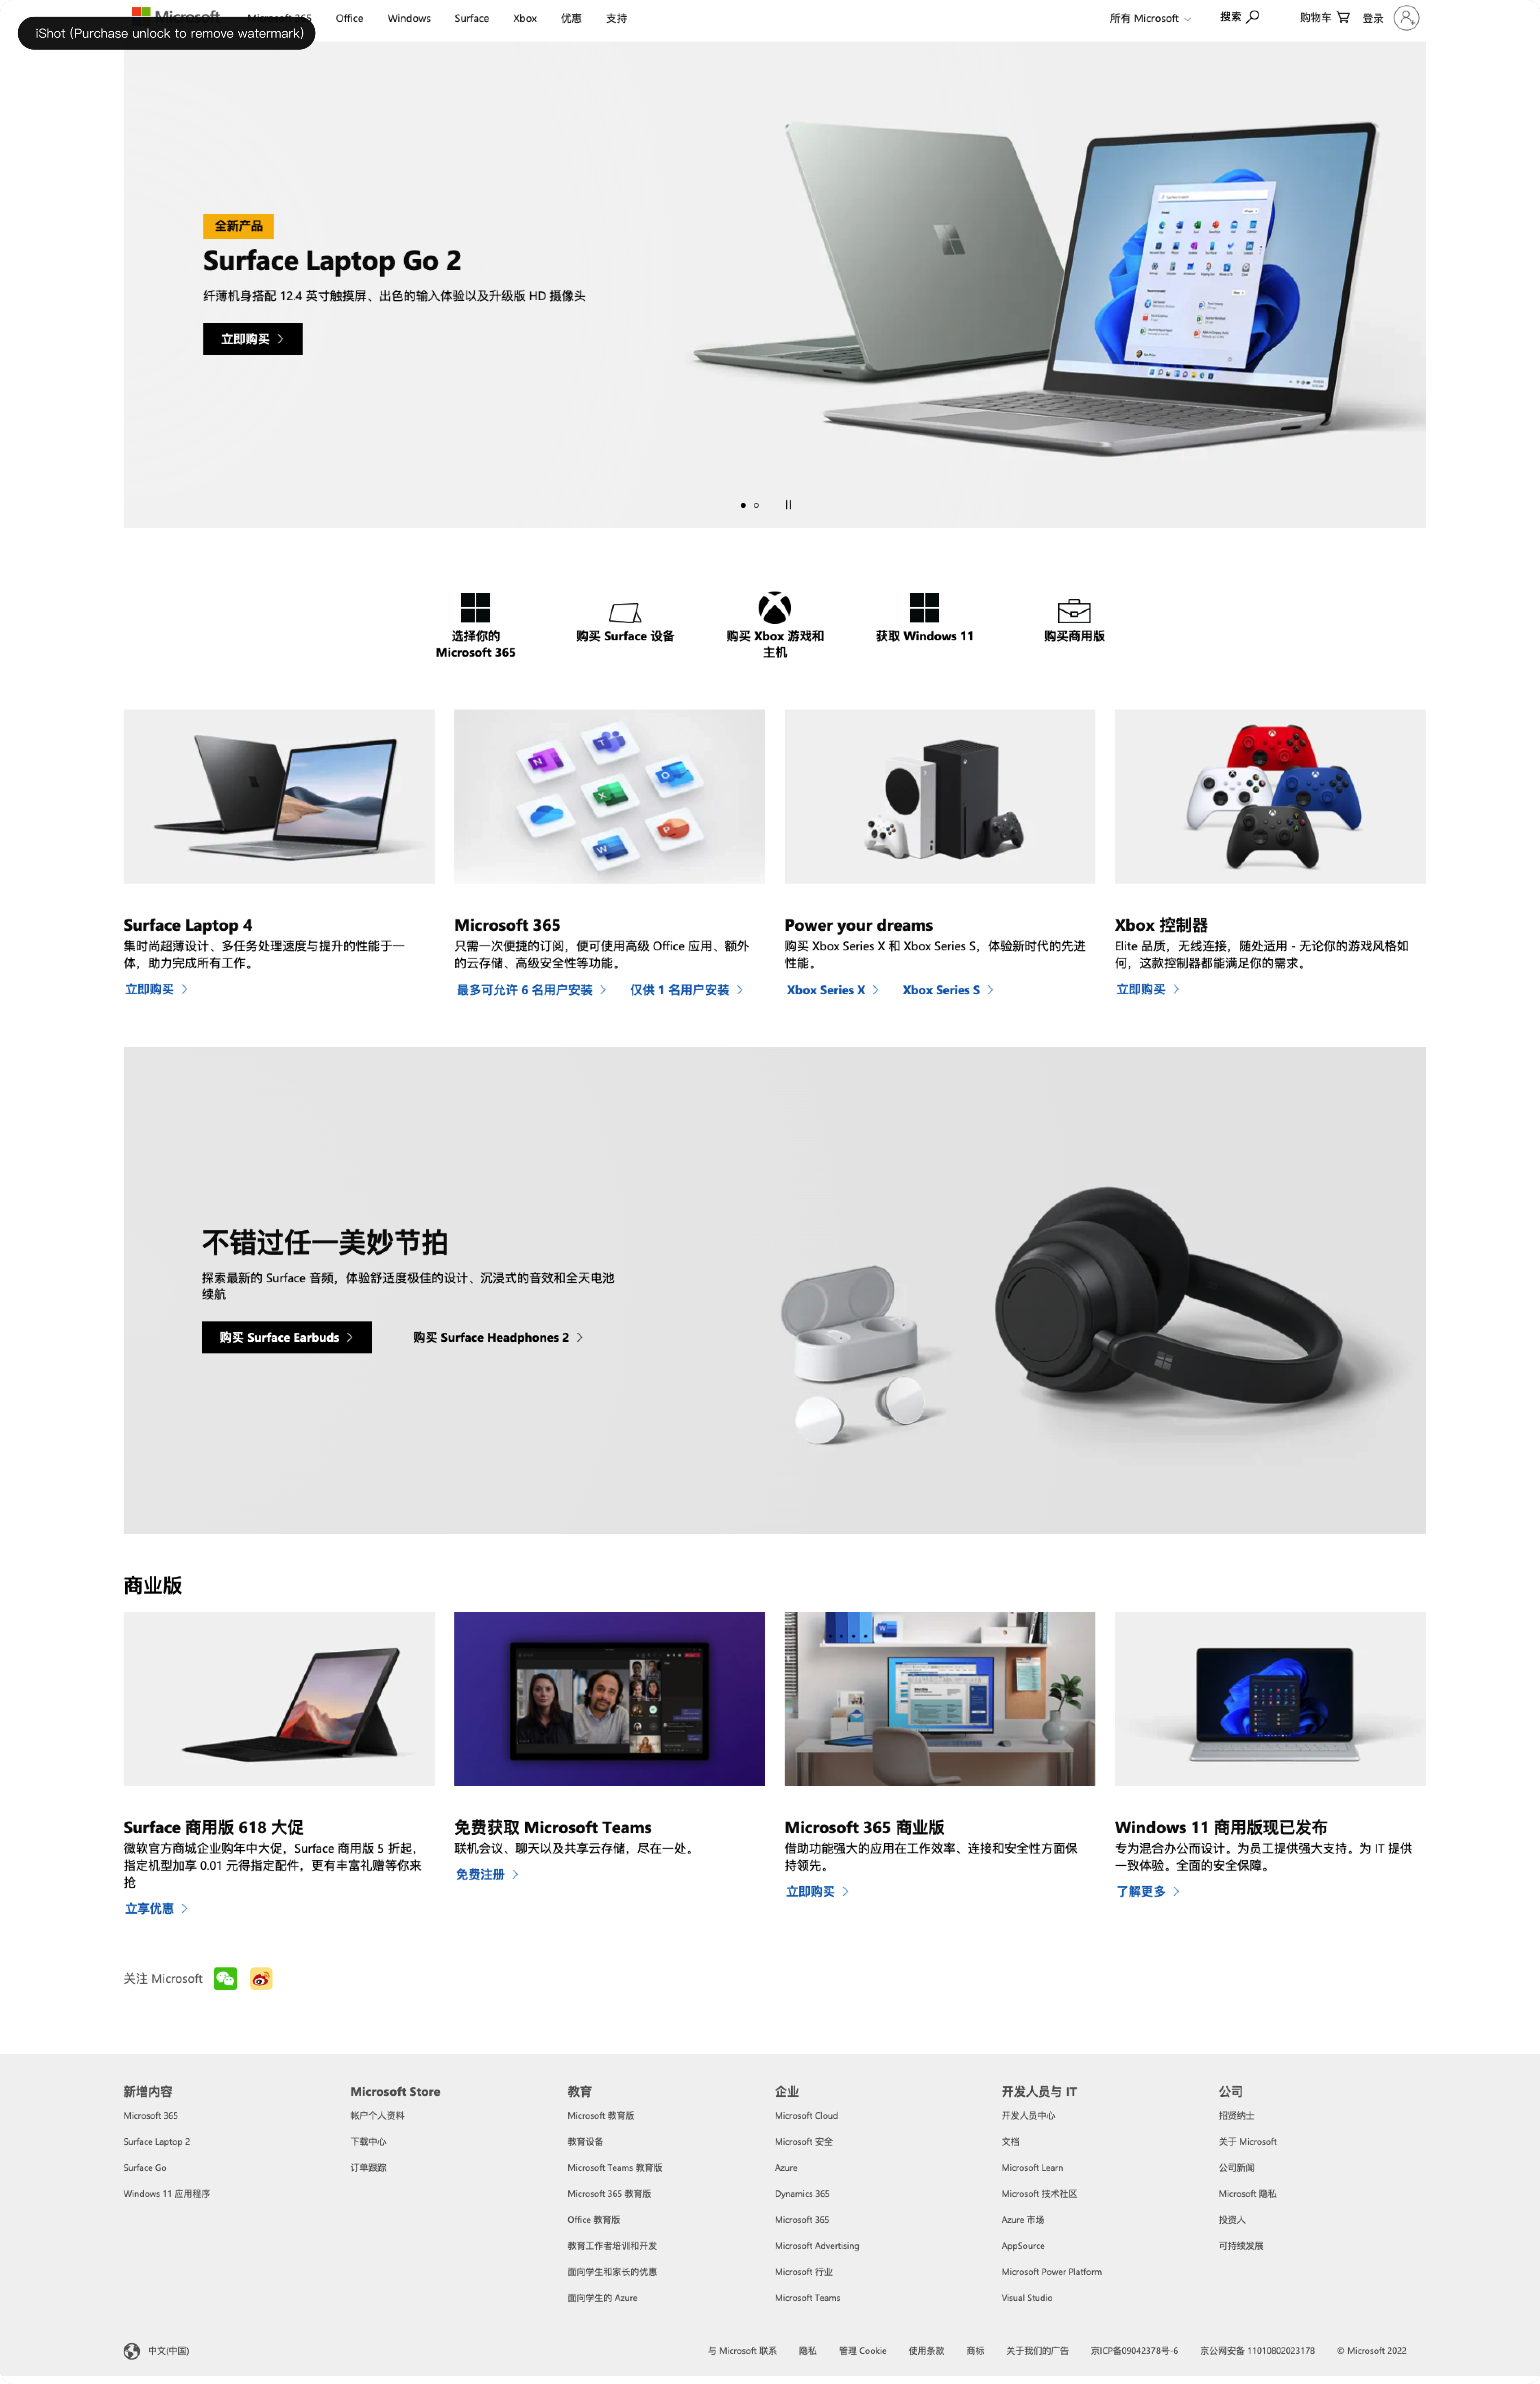 Microsoft
Microsoft 365
Office
Windows
Surface
Xbox
优惠
支持
所有 Microsoft
搜索
购物车
登录
iShot (Purchase unlock to remove watermark)
全新产品
Surface Laptop Go 2
纤薄机身搭配 12.4 英寸触摸屏、出色的输入体验以及升级版 HD 摄像头
立即购买
选择你的
Microsoft 365
购买 Surface 设备
购买 Xbox 游戏和
主机
获取 Windows 11
购买商用版
Surface Laptop 4
集时尚超薄设计、多任务处理速度与提升的性能于一
体，助力完成所有工作。
立即购买
Microsoft 365
只需一次便捷的订阅，便可使用高级 Office 应用、额外
的云存储、高级安全性等功能。
最多可允许 6 名用户安装
仅供 1 名用户安装
Power your dreams
购买 Xbox Series X 和 Xbox Series S，体验新时代的先进
性能。
Xbox Series X
Xbox Series S
Xbox 控制器
Elite 品质，无线连接，随处适用 - 无论你的游戏风格如
何，这款控制器都能满足你的需求。
立即购买
不错过任一美妙节拍
探索最新的 Surface 音频，体验舒适度极佳的设计、沉浸式的音效和全天电池
续航
购买 Surface Earbuds
购买 Surface Headphones 2
商业版
Surface 商用版 618 大促
微软官方商城企业购年中大促，Surface 商用版 5 折起，
指定机型加享 0.01 元得指定配件，更有丰富礼赠等你来
抢
立享优惠
免费获取 Microsoft Teams
联机会议、聊天以及共享云存储，尽在一处。
免费注册
Microsoft 365 商业版
借助功能强大的应用在工作效率、连接和安全性方面保
持领先。
立即购买
Windows 11 商用版现已发布
专为混合办公而设计。为员工提供强大支持。为 IT 提供
一致体验。全面的安全保障。
了解更多
关注 Microsoft
新增内容
Microsoft 365
Surface Laptop 2
Surface Go
Windows 11 应用程序
Microsoft Store
帐户个人资料
下载中心
订单跟踪
教育
Microsoft 教育版
教育设备
Microsoft Teams 教育版
Microsoft 365 教育版
Office 教育版
教育工作者培训和开发
面向学生和家长的优惠
面向学生的 Azure
企业
Microsoft Cloud
Microsoft 安全
Azure
Dynamics 365
Microsoft 365
Microsoft Advertising
Microsoft 行业
Microsoft Teams
开发人员与 IT
开发人员中心
文档
Microsoft Learn
Microsoft 技术社区
Azure 市场
AppSource
Microsoft Power Platform
Visual Studio
公司
招贤纳士
关于 Microsoft
公司新闻
Microsoft 隐私
投资人
可持续发展
中文(中国)
与 Microsoft 联系
隐私
管理 Cookie
使用条款
商标
关于我们的广告
京ICP备09042378号-6
京公网安备 11010802023178
© Microsoft 2022